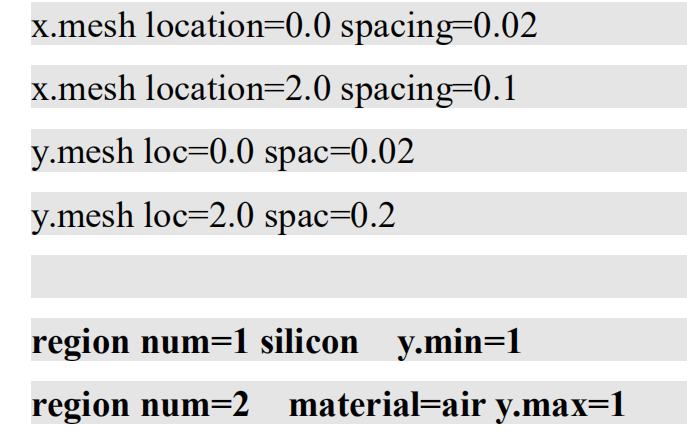 x.mesh location=0.0 spacing=0.02
x.mesh location=2.0 spacing=0.1
y.mesh loc=0.0 spac=0.02
y.mesh loc=2.0 spac=0.2
region num=1 silicon    y.min=1
region num=2    material=air y.max=1